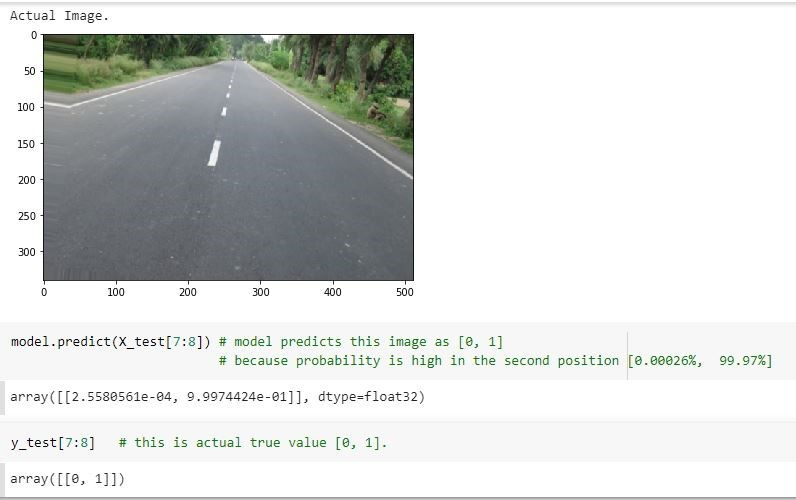 Actual Image.
0
50
100
150
200
250
300
0 100 200 300 400 500
model.predict(X_test[7:8]) # model predicts this image as [0, 1]
# because probability is high in the second position [0.00026%, 99.97%]
array([[2.5580561e-04, 9.9974424e-01]], dtype=float32)
y_test[7:8] # this is actual true value [0, 1].
array([[0, 1]])